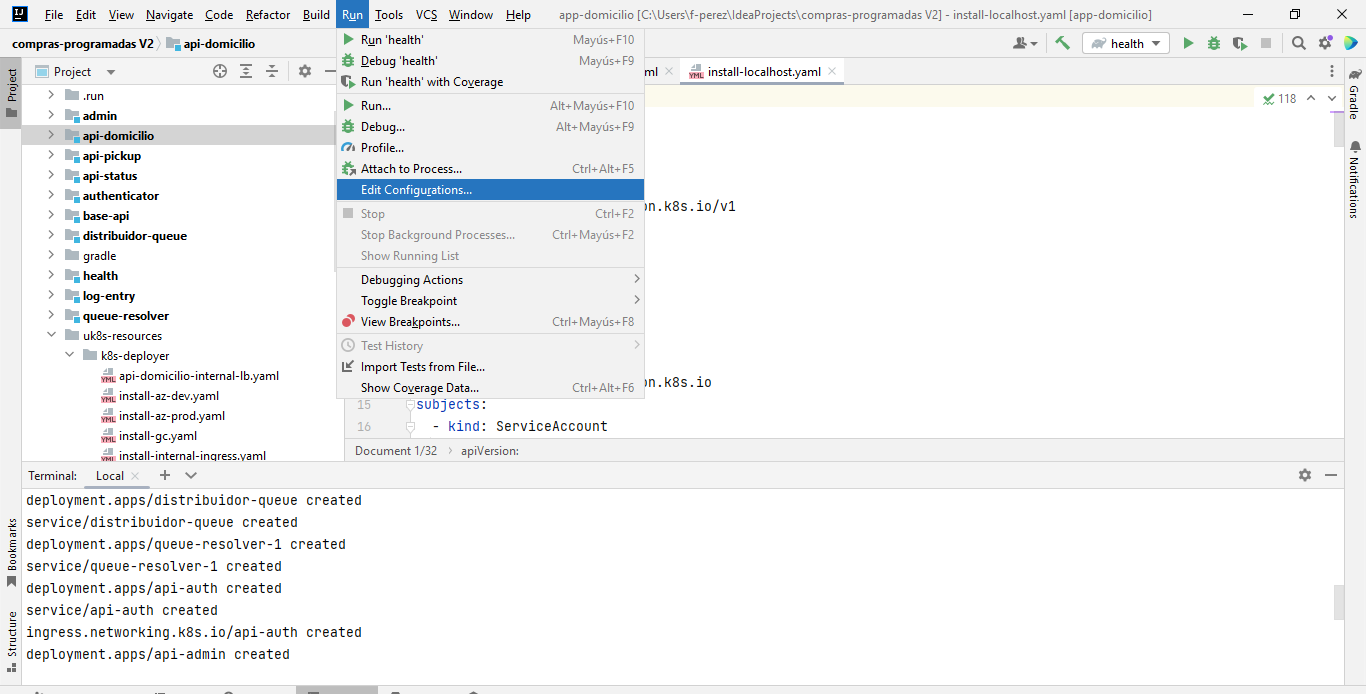 File Edit View Navigate Code Refactor Build Run Tools VCS Window Help app-domicilio [C:\Users\f-perez\IdeaProjects\compras-programadas V2] - install-localhost.yaml [app-domicilio]
compras-programadas V2 api-domicilio health
Project Project
ml install-localhost.yaml
.run
admin
api-domicilio
api-pickup
api-status
authenticator
base-api
distribuidor-queue
gradle
health
log-entry
queue-resolver
uk8s-resources
k8s-deployer
api-domicilio-internal-lb.yaml
install-az-dev.yaml
install-az-prod.yaml
install-gc.yaml
install-internal-ingress.yaml
Run 'health' Mayús+F10
Debug 'health' Mayús+F9
Run 'health' with Coverage
Run... Alt+Mayús+F10
Debug... Alt+Mayús+F9
Profile...
Attach to Process... Ctrl+Alt+F5
Edit Configurations...
Stop Ctrl+F2
Stop Background Processes... Ctrl+Mayús+F2
Show Running List
Debugging Actions
Toggle Breakpoint
View Breakpoints... Ctrl+Mayús+F8
Test History
Import Tests from File...
Show Coverage Data... Ctrl+Alt+F6
118
on.k8s.io/v1
on.k8s.io
15 subjects:
16 - kind: ServiceAccount
Document 1/32 apiVersion:
Gradle
Notifications
Terminal: Local
deployment.apps/distribuidor-queue created
service/distribuidor-queue created
deployment.apps/queue-resolver-1 created
service/queue-resolver-1 created
deployment.apps/api-auth created
service/api-auth created
ingress.networking.k8s.io/api-auth created
deployment.apps/api-admin created
Bookmarks
Structure